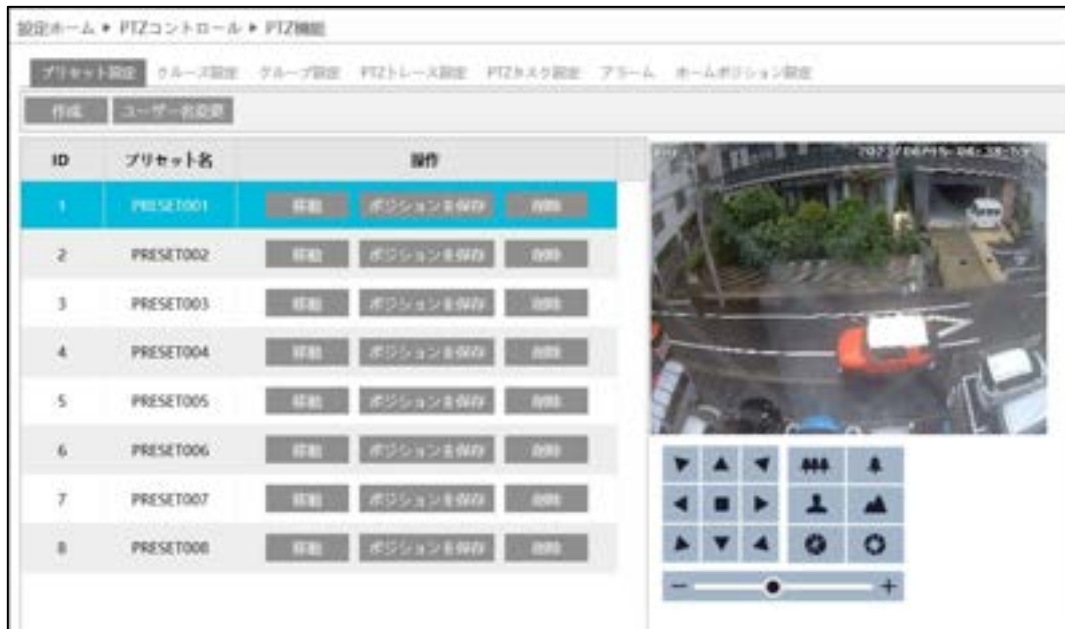 設定ホーム ▶ PTZコントロール ▶ PTZ機能
プリセット設定 クルーズ設定 グループ設定 PTZトレース設定 PTZタスク設定 アラーム ホームポジション設定
作成 ユーザー名変更
ID プリセット名 操作
1 PRESET001 移動 ポジションを保存 削除
2 PRESET002 移動 ポジションを保存 削除
3 PRESET003 移動 ポジションを保存 削除
4 PRESET004 移動 ポジションを保存 削除
5 PRESET005 移動 ポジションを保存 削除
6 PRESET006 移動 ポジションを保存 削除
7 PRESET007 移動 ポジションを保存 削除
8 PRESET008 移動 ポジションを保存 削除